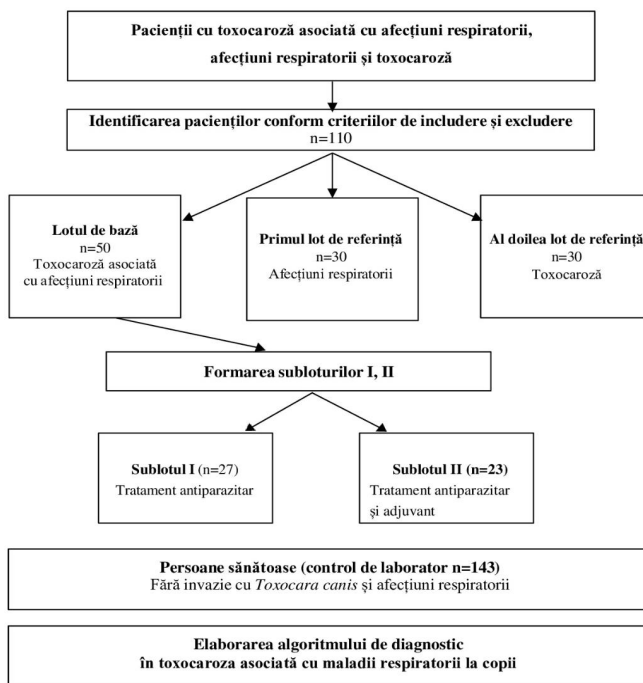 Pacienții cu toxocaroză asociată cu afecțiuni respiratorii,
afecțiuni respiratorii și toxocaroză
Identificarea pacienților conform criteriilor de includere și excludere
n=110
Lotul de bază
n=50
Toxocaroză asociată
cu afecțiuni respiratorii
Primul lot de referință
n=30
Afecțiuni respiratorii
Al doilea lot de referință
n=30
Toxocaroză
Formarea subloturilor I, II
Sublotul I (n=27)
Tratament antiparazitar
Sublotul II (n=23)
Tratament antiparazitar
și adjuvant
Persoane sănătoase (control de laborator n=143)
Fără invazie cu Toxocara canis și afecțiuni respiratorii
Elaborarea algoritmului de diagnostic
în toxocaroza asociată cu maladii respiratorii la copii